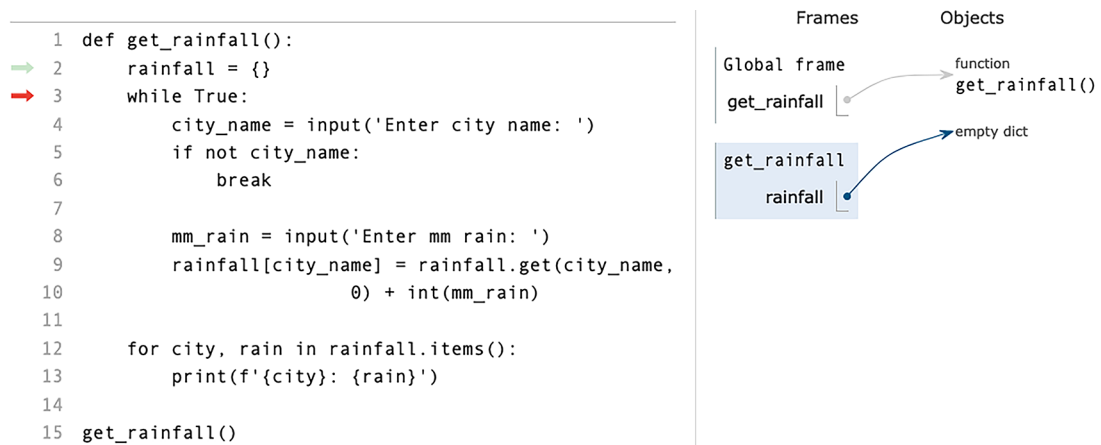 1 def get_rainfall():
2     rainfall = {}
3     while True:
4         city_name = input('Enter city name: ')
5         if not city_name:
6             break
7
8         mm_rain = input('Enter mm rain: ')
9         rainfall[city_name] = rainfall.get(city_name,
10                         0) + int(mm_rain)
11
12     for city, rain in rainfall.items():
13         print(f'{city}: {rain}')
14
15 get_rainfall()
Frames
Objects
Global frame
get_rainfall
function
get_rainfall()
empty dict
get_rainfall
rainfall